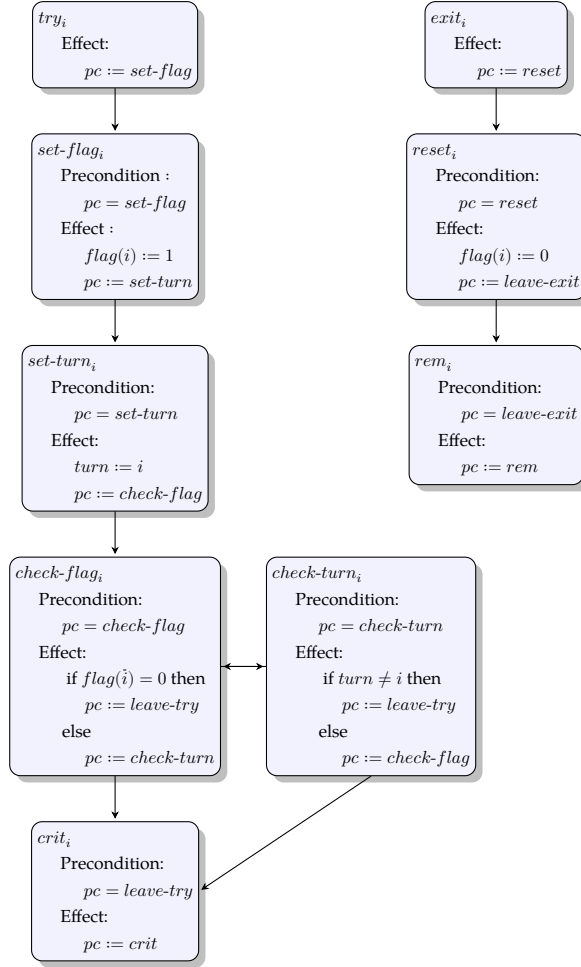 try_i
Effect:
pc := set-flag
set-flag_i
Precondition :
pc = set-flag
Effect :
flag(i) := 1
pc := set-turn
set-turn_i
Precondition:
pc = set-turn
Effect:
turn := i
pc := check-flag
check-flag_i
Precondition:
pc = check-flag
Effect:
if flag(ī) = 0 then
pc := leave-try
else
pc := check-turn
check-turn_i
Precondition:
pc = check-turn
Effect:
if turn ≠ i then
pc := leave-try
else
pc := check-flag
crit_i
Precondition:
pc = leave-try
Effect:
pc := crit
exit_i
Effect:
pc := reset
reset_i
Precondition:
pc = reset
Effect:
flag(i) := 0
pc := leave-exit
rem_i
Precondition:
pc = leave-exit
Effect:
pc := rem